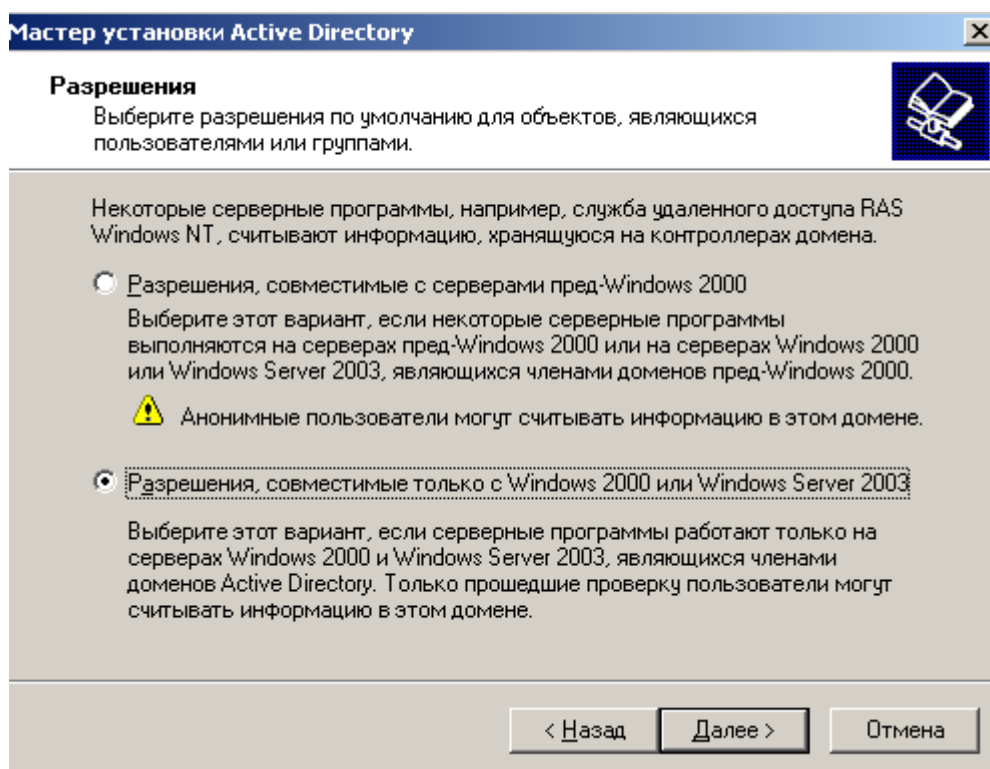 Мастер установки Active Directory
Разрешения
Выберите разрешения по умолчанию для объектов, являющихся
пользователями или группами.
Некоторые серверные программы, например, служба удаленного доступа RAS
Windows NT, считывают информацию, хранящуюся на контроллерах домена.
Разрешения, совместимые с серверами пред-Windows 2000
Выберите этот вариант, если некоторые серверные программы
выполняются на серверах пред-Windows 2000 или на серверах Windows 2000
или Windows Server 2003, являющихся членами доменов пред-Windows 2000.
Анонимные пользователи могут считывать информацию в этом домене.
Разрешения, совместимые только с Windows 2000 или Windows Server 2003
Выберите этот вариант, если серверные программы работают только на
серверах Windows 2000 и Windows Server 2003, являющихся членами
доменов Active Directory. Только прошедшие проверку пользователи могут
считывать информацию в этом домене.
< Назад Далее > Отмена